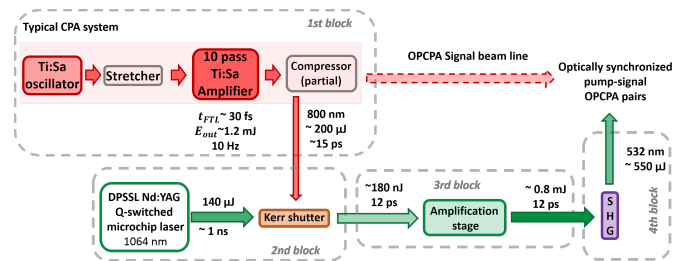 Typical CPA system
1st block
Ti:Sa
oscillator
Stretcher
10 pass
Ti:Sa
Amplifier
Compressor
(partial)
OPCPA Signal beam line
Optically synchronized
pump-signal
OPCPA pairs
t_FTL ~ 30 fs
E_out ~1.2 mJ
10 Hz
800 nm
~ 200 μJ
~15 ps
532 nm
~ 550 μJ
DPSSL Nd:YAG
Q-switched
microchip laser
1064 nm
140 μJ
~ 1 ns
Kerr shutter
2nd block
~180 nJ
12 ps
3rd block
Amplification
stage
~ 0.8 mJ
12 ps
SHG
4th block